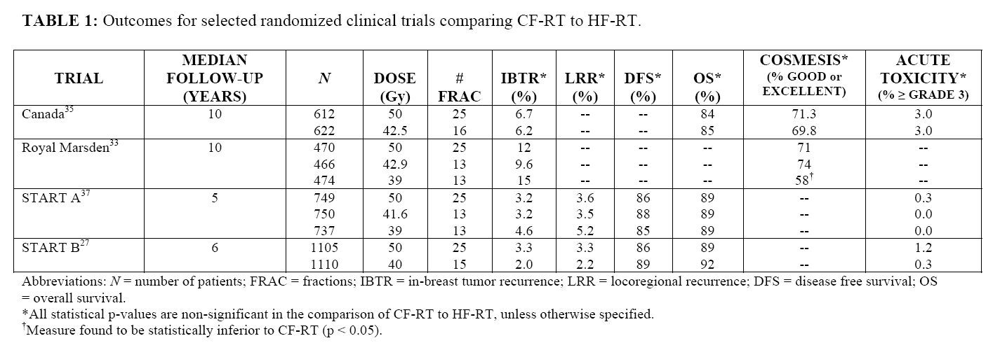 TABLE 1: Outcomes for selected randomized clinical trials comparing CF-RT to HF-RT.
TRIAL MEDIAN FOLLOW-UP (YEARS) N DOSE (Gy) # FRAC IBTR* (%) LRR* (%) DFS* (%) OS* (%) COSMESIS* (% GOOD or EXCELLENT) ACUTE TOXICITY* (% ≥ GRADE 3)
Canada35 10 612 50 25 6.7 -- -- 84 71.3 3.0
622 42.5 16 6.2 -- -- 85 69.8 3.0
Royal Marsden33 10 470 50 25 12 -- -- -- 71 --
466 42.9 13 9.6 -- -- -- 74 --
474 39 13 15 -- -- -- 58† --
START A37 5 749 50 25 3.2 3.6 86 89 -- 0.3
750 41.6 13 3.2 3.5 88 89 -- 0.0
737 39 13 4.6 5.2 85 89 -- 0.0
START B27 6 1105 50 25 3.3 3.3 86 89 -- 1.2
1110 40 15 2.0 2.2 89 92 -- 0.3
Abbreviations: N = number of patients; FRAC = fractions; IBTR = in-breast tumor recurrence; LRR = locoregional recurrence; DFS = disease free survival; OS
= overall survival.
*All statistical p-values are non-significant in the comparison of CF-RT to HF-RT, unless otherwise specified.
†Measure found to be statistically inferior to CF-RT (p < 0.05).